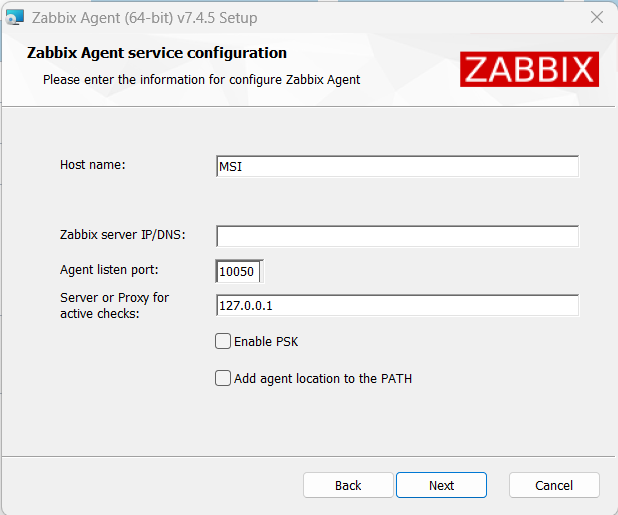 Zabbix Agent (64-bit) v7.4.5 Setup
Zabbix Agent service configuration
Please enter the information for configure Zabbix Agent
ZABBIX
Host name:
MSI
Zabbix server IP/DNS:
Agent listen port:
10050
Server or Proxy for
active checks:
127.0.0.1
Enable PSK
Add agent location to the PATH
Back
Next
Cancel